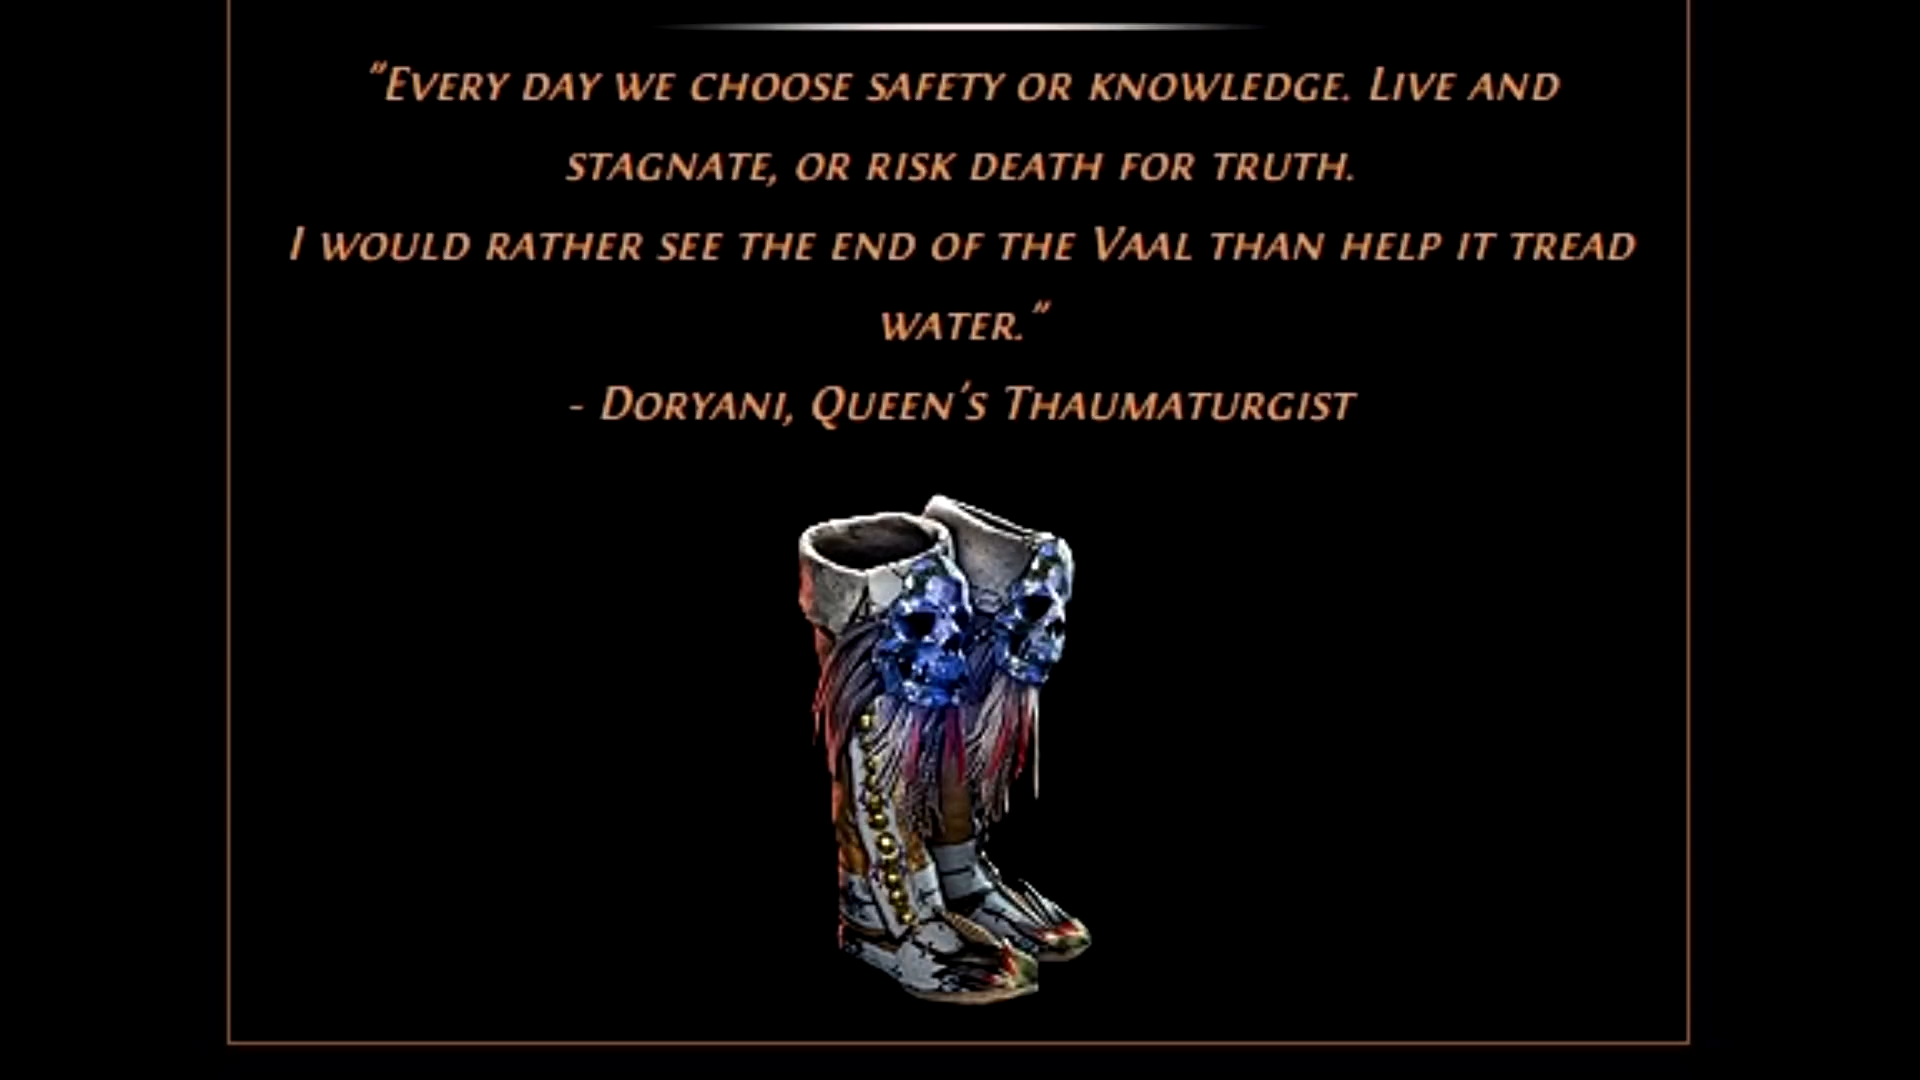 "Every day we choose safety or knowledge. Live and
stagnate, or risk death for truth.
I would rather see the end of the Vaal than help it tread
water."
- Doryani, Queen's Thaumaturgist